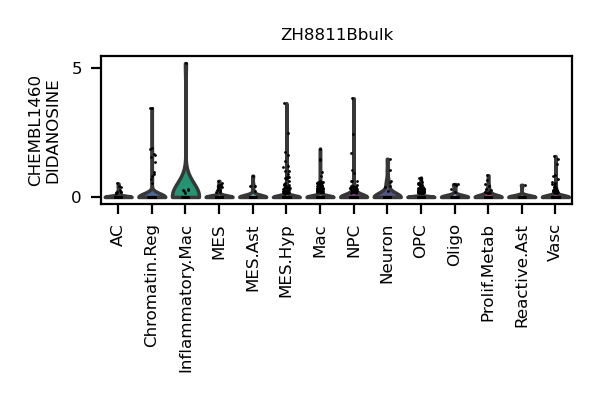 ZH8811Bbulk
CHEMBL1460
DIDANOSINE
5
0
AC
Chromatin.Reg
Inflammatory.Mac
MES
MES.Ast
MES.Hyp
Mac
NPC
Neuron
OPC
Oligo
Prolif.Metab
Reactive.Ast
Vasc